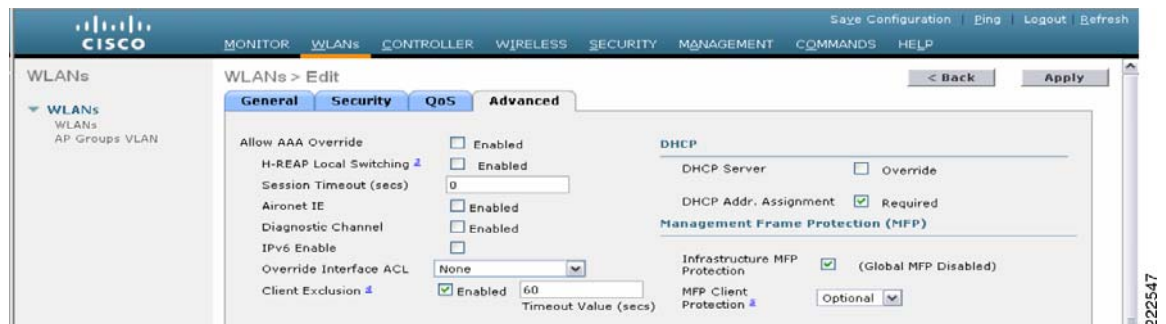 Save Configuration | Ping | Logout | Refresh
CISCO
MONITOR WLANs CONTROLLER WIRELESS SECURITY MANAGEMENT COMMANDS HELP
WLANs
WLANs
WLANs
AP Groups VLAN
WLANs > Edit
< Back
Apply
General
Security
QoS
Advanced
Allow AAA Override
Enabled
H-REAP Local Switching 2
Enabled
Session Timeout (secs)
0
Aironet IE
Enabled
Diagnostic Channel
Enabled
IPv6 Enable
Override Interface ACL
None
Client Exclusion 4
Enabled
60
Timeout Value (secs)
DHCP
DHCP Server
Override
DHCP Addr. Assignment
Required
Management Frame Protection (MFP)
Infrastructure MFP
Protection
(Global MFP Disabled)
MFP Client
Protection
Optional
222547